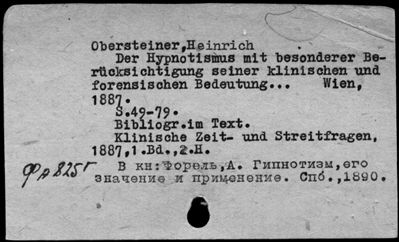 Obersteiner,Heinrich
Der Hypnotismus mit besonderer Be-
rücksichtigung seiner klinischen und
forensischen Bedeutung... Wien,
1887.
S.49-79.
Bibliogr.im Text.
Klinische Zeit- und Streitfragen,
1887,1.Bd.,2.H.
В кн:Форель,А. Гипнотизм,его
значение и применение. Спб.,1890.